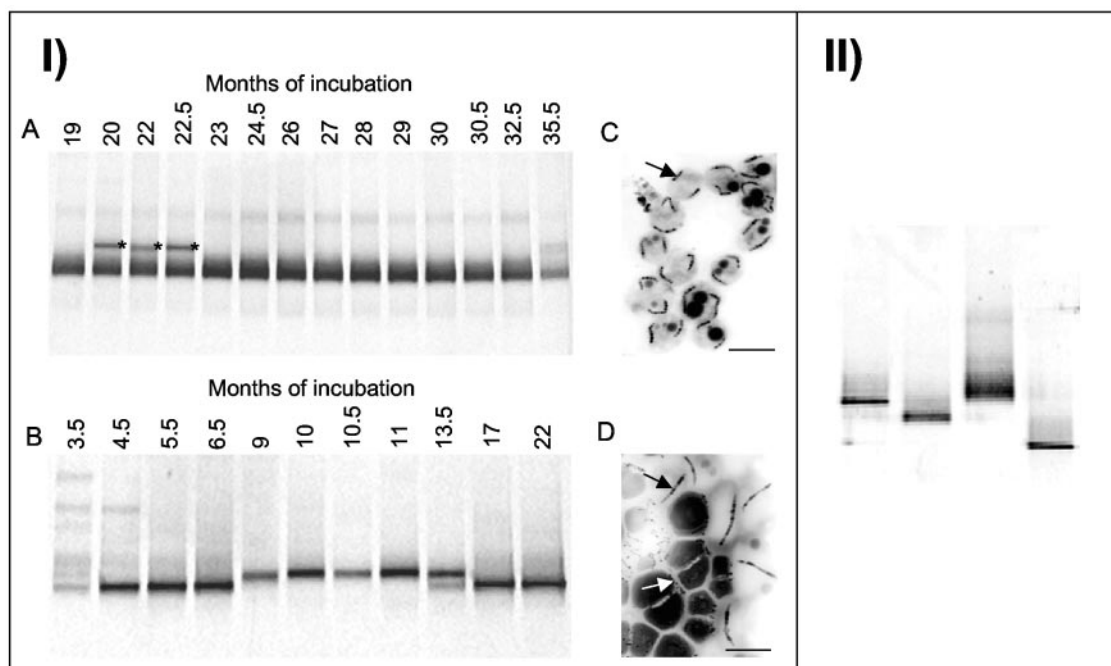 I)
Months of incubation
A
19 20 22 22.5 23 24.5 26 27 28 29 30 30.5 32.5 35.5
* * *
C
Months of incubation
B
3.5 4.5 5.5 6.5 9 10 10.5 11 13.5 17 22
D
II)